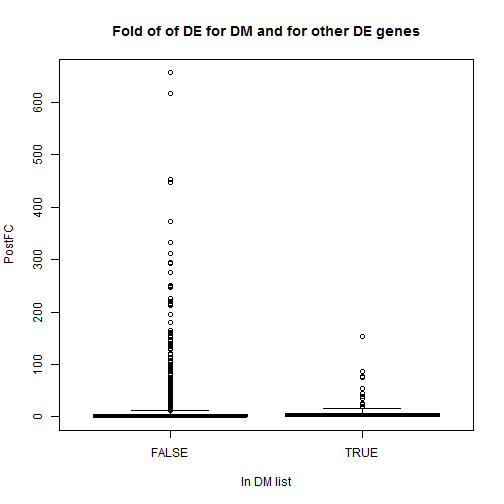 Fold of of DE for DM and for other DE genes
600
500
400
300
200
100
0
PostFC
FALSE
TRUE
In DM list